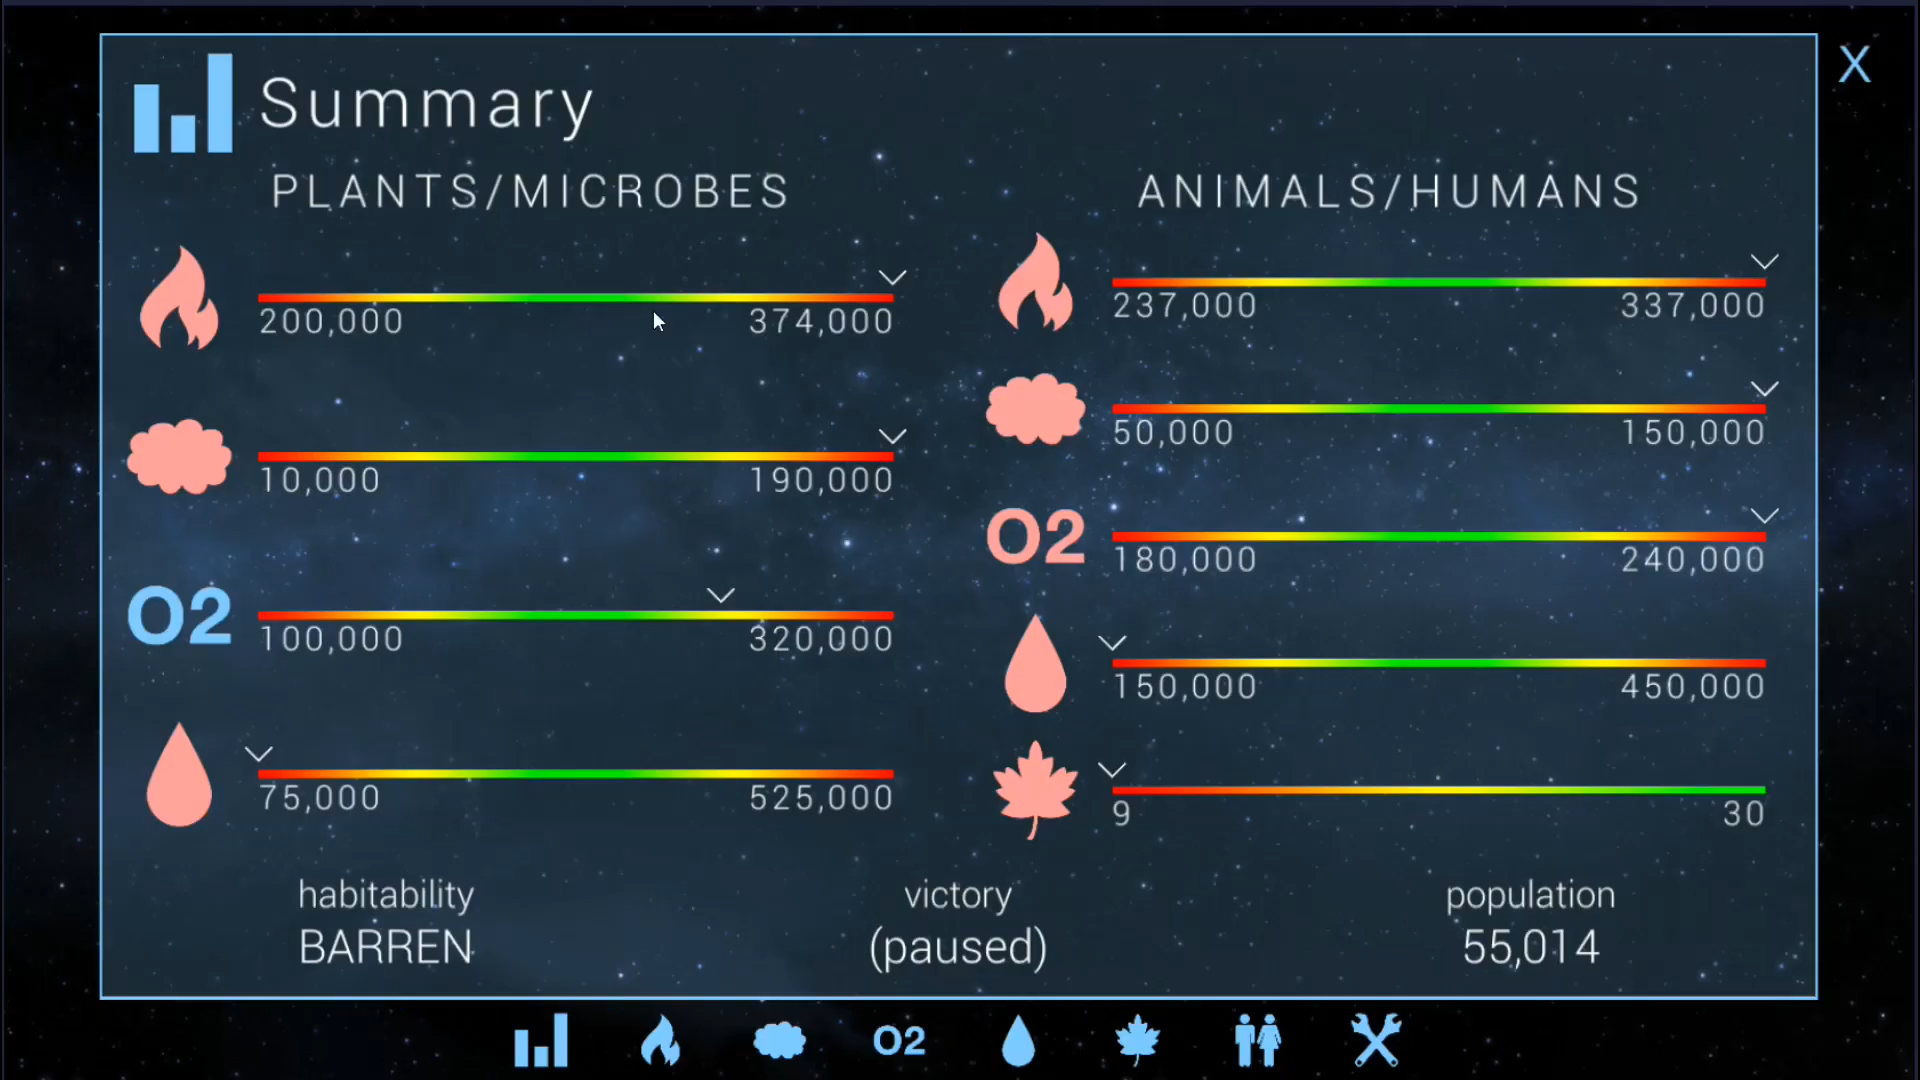 Summary
X
PLANTS/MICROBES
200,000 374,000
10,000 190,000
O2
100,000 320,000
75,000 525,000
ANIMALS/HUMANS
237,000 337,000
50,000 150,000
O2
180,000 240,000
150,000 450,000
9 30
habitability
BARREN
victory
(paused)
population
55,014
O2